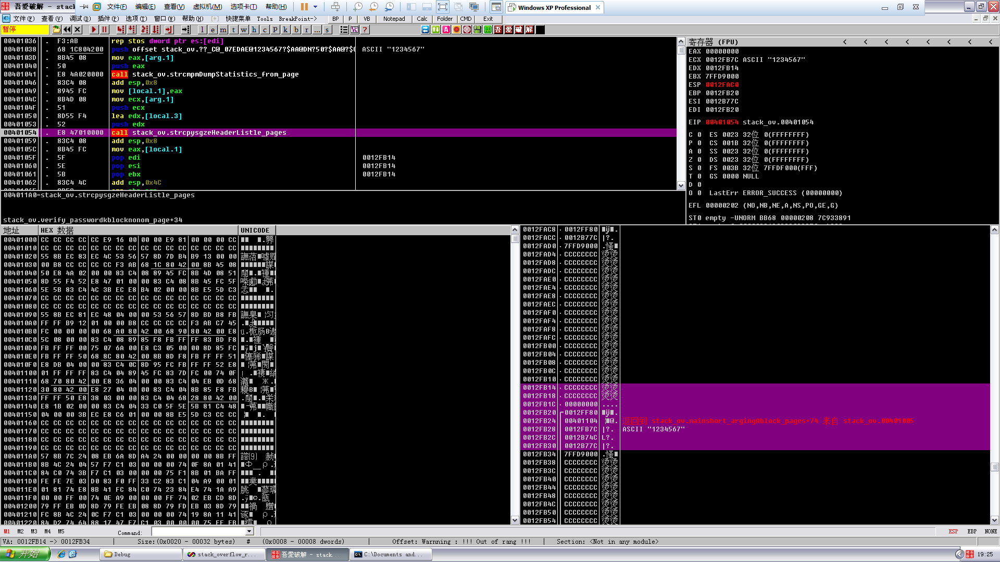 吾爱破解 - stack
文件(F) 编辑(E) 查看(V) 虚拟机(M) 选项卡(T) 帮助(H)
Windows XP Professional
文件(F) 查看(V) 调试(D) 插件(P) 选项(T) 窗口(W) 帮助(H) [+] 快捷菜单 Tools BreakPoint->
BP P VB Notepad Calc Folder CMD Exit
暂停
l e m t w h c p k b r ... s
00401036 . F3:AB rep stos dword ptr es:[edi]
00401038 . 68 1C804200 push offset stack_ov.??_C@_07EDAE@1234567?$AA@DN?50?$AA@?$C ASCII "1234567"
0040103D . 8B45 08 mov eax,[arg.1]
00401040 . 50 push eax
00401041 . E8 4A020000 call stack_ov.strcmpmDumpStatistics_from_page
00401046 . 83C4 08 add esp,0x8
00401049 . 8945 FC mov [local.1],eax
0040104C . 8B4D 08 mov ecx,[arg.1]
0040104F . 51 push ecx
00401050 . 8D55 F4 lea edx,[local.3]
00401053 . 52 push edx
00401054 . E8 47010000 call stack_ov.strcpysgzeHeaderListle_pages
00401059 . 83C4 08 add esp,0x8
0040105C . 8B45 FC mov eax,[local.1]
0040105F . 5F pop edi 0012FB14
00401060 . 5E pop esi 0012FB14
00401061 . 5B pop ebx 0012FB14
00401062 . 83C4 4C add esp,0x4C
004011A0=stack_ov.strcpysgzeHeaderListle_pages
stack_ov.verify_passwordkblocknonom_page+34
寄存器 (FPU)
EAX 00000000
ECX 0012FB7C ASCII "1234567"
EDX 0012FB14
EBX 7FFD9000
ESP 0012FAC0
EBP 0012FB20
ESI 0012B77C
EDI 0012FB20
EIP 00401054 stack_ov.00401054
C 0 ES 0023 32位 0(FFFFFFFF)
P 0 CS 001B 32位 0(FFFFFFFF)
A 0 SS 0023 32位 0(FFFFFFFF)
Z 0 DS 0023 32位 0(FFFFFFFF)
S 0 FS 003B 32位 7FFDF000(FFF)
T 0 GS 0000 NULL
D 0
O 0 LastErr ERROR_SUCCESS (00000000)
EFL 00000202 (NO,NB,NE,A,NS,PO,GE,G)
ST0 empty -UNORM BB68 00000208 7C933891
地址 HEX 数据 UNICODE
00401000 CC CC CC CC CC E9 16 00 00 00 E9 81 00 00 00 CC
00401010 CC CC CC CC CC CC CC CC CC CC CC CC CC CC CC CC
00401020 55 8B EC 83 EC 4C 53 56 57 8D 7D B4 B9 13 00 00
00401030 00 B8 CC CC CC CC F3 AB 68 1C 80 42 00 8B 45 08
00401040 50 E8 4A 02 00 00 83 C4 08 89 45 FC 8B 4D 08 51
00401050 8D 55 F4 52 E8 47 01 00 00 83 C4 08 8B 45 FC 5F
00401060 5E 5B 83 C4 4C 3B EC E8 B4 02 00 00 8B E5 5D C3
00401070 CC CC CC CC CC CC CC CC CC CC CC CC CC CC CC CC
00401080 CC CC CC CC CC CC CC CC CC CC CC CC CC CC CC CC
00401090 55 8B EC 81 EC 48 04 00 00 53 56 57 8D BD B8 FB
004010A0 FF FF B9 12 01 00 00 B8 CC CC CC CC F3 AB C7 45
004010B0 FC 00 00 00 00 68 A0 80 42 00 68 90 80 42 00 E8
004010C0 5C 08 00 00 83 C4 08 89 85 F8 FB FF FF 83 BD F8
004010D0 FB FF FF 00 75 07 6A 00 E8 C3 05 00 00 8D 85 FC
004010E0 FB FF FF 50 68 8C 80 42 00 8B 8D F8 FB FF FF 51
004010F0 E8 DB 04 00 00 83 C4 0C 8D 95 FC FB FF FF 52 E8
00401100 01 FF FF FF 83 C4 04 89 45 FC 83 7D FC 00 74 0F
00401110 68 70 80 42 00 E8 36 04 00 00 83 C4 04 EB 0D 68
00401120 30 80 42 00 E8 27 04 00 00 83 C4 04 8B 85 F8 FB
00401130 FF FF 50 E8 38 03 00 00 83 C4 04 68 28 80 42 00
00401140 E8 1B 02 00 00 83 C4 04 33 C0 5F 5E 5B 81 C4 48
00401150 04 00 00 3B EC E8 C6 01 00 00 8B E5 5D C3 CC CC
00401160 CC CC CC CC CC CC CC CC CC CC CC CC CC CC CC CC
00401170 CC CC CC CC CC CC CC CC CC CC CC CC CC CC CC CC
00401180 CC CC CC CC CC CC CC CC CC CC CC CC CC CC CC CC
00401190 CC CC CC CC CC CC CC CC CC CC CC CC CC CC CC CC
004011A0 57 8B 7C 24 08 EB 6A 8D A4 24 00 00 00 00 8B FF
004011B0 8B 4C 24 04 57 F7 C1 03 00 00 00 74 0F 8A 01 41
004011C0 84 C0 74 3B F7 C1 03 00 00 00 75 F1 8B 01 BA FF
004011D0 FE FE 7E 03 D0 83 F0 FF 33 C2 83 C1 04 A9 00 01
004011E0 01 81 74 E8 8B 41 FC 84 C0 74 23 84 E4 74 1A A9
004011F0 00 00 FF 00 74 0E A9 00 00 00 FF 74 02 EB CD 8D
00401200 79 FF EB 0D 8D 79 FE EB 08 8D 79 FD EB 03 8D 79
00401210 FC 8B 4C 24 0C F7 C1 03 00 00 00 74 19 8A 11 41
00401220 84 D2 74 64 88 17 47 F7 C1 03 00 00 00 75 EE EB
0012FAC8 0012FF80
0012FACC 0012B77C
0012FAD0 7FFD9000
0012FAD4 CCCCCCCC 烫烫
0012FAD8 CCCCCCCC 烫烫
0012FADC CCCCCCCC 烫烫
0012FAE0 CCCCCCCC 烫烫
0012FAE4 CCCCCCCC 烫烫
0012FAE8 CCCCCCCC 烫烫
0012FAEC CCCCCCCC 烫烫
0012FAF0 CCCCCCCC 烫烫
0012FAF4 CCCCCCCC 烫烫
0012FAF8 CCCCCCCC 烫烫
0012FAFC CCCCCCCC 烫烫
0012FB00 CCCCCCCC 烫烫
0012FB04 CCCCCCCC 烫烫
0012FB08 CCCCCCCC 烫烫
0012FB0C CCCCCCCC 烫烫
0012FB10 CCCCCCCC 烫烫
0012FB14 CCCCCCCC 烫烫
0012FB18 CCCCCCCC 烫烫
0012FB1C 00000000 ....
0012FB20 0012FF80
0012FB24 00401104 返回到 stack_ov.mainshort_argingAblock_pages+74 来自 stack_ov.00401005
0012FB28 0012FB7C |?. ASCII "1234567"
0012FB2C 0012B74C L?.
0012FB30 0012B77C |?.
0012FB34 7FFD9000
0012FB38 CCCCCCCC 烫烫
0012FB3C CCCCCCCC 烫烫
0012FB40 CCCCCCCC 烫烫
0012FB44 CCCCCCCC 烫烫
0012FB48 CCCCCCCC 烫烫
0012FB4C CCCCCCCC 烫烫
0012FB50 CCCCCCCC 烫烫
0012FB54 CCCCCCCC 烫烫
M1 M2 M3 M4 M5 Command: ESP EBP NONE
VA: 0012FB14 -> 0012FB34 Size:(0x0020 - 00032 bytes) # (0x0008 - 00008 dwords) Offset: Warnning : !!! Out of rang !!! Section: <Not in any module>
开始 Debug stack_overflow_r... 吾爱破解 - stack... C:\Documents and... 19:25